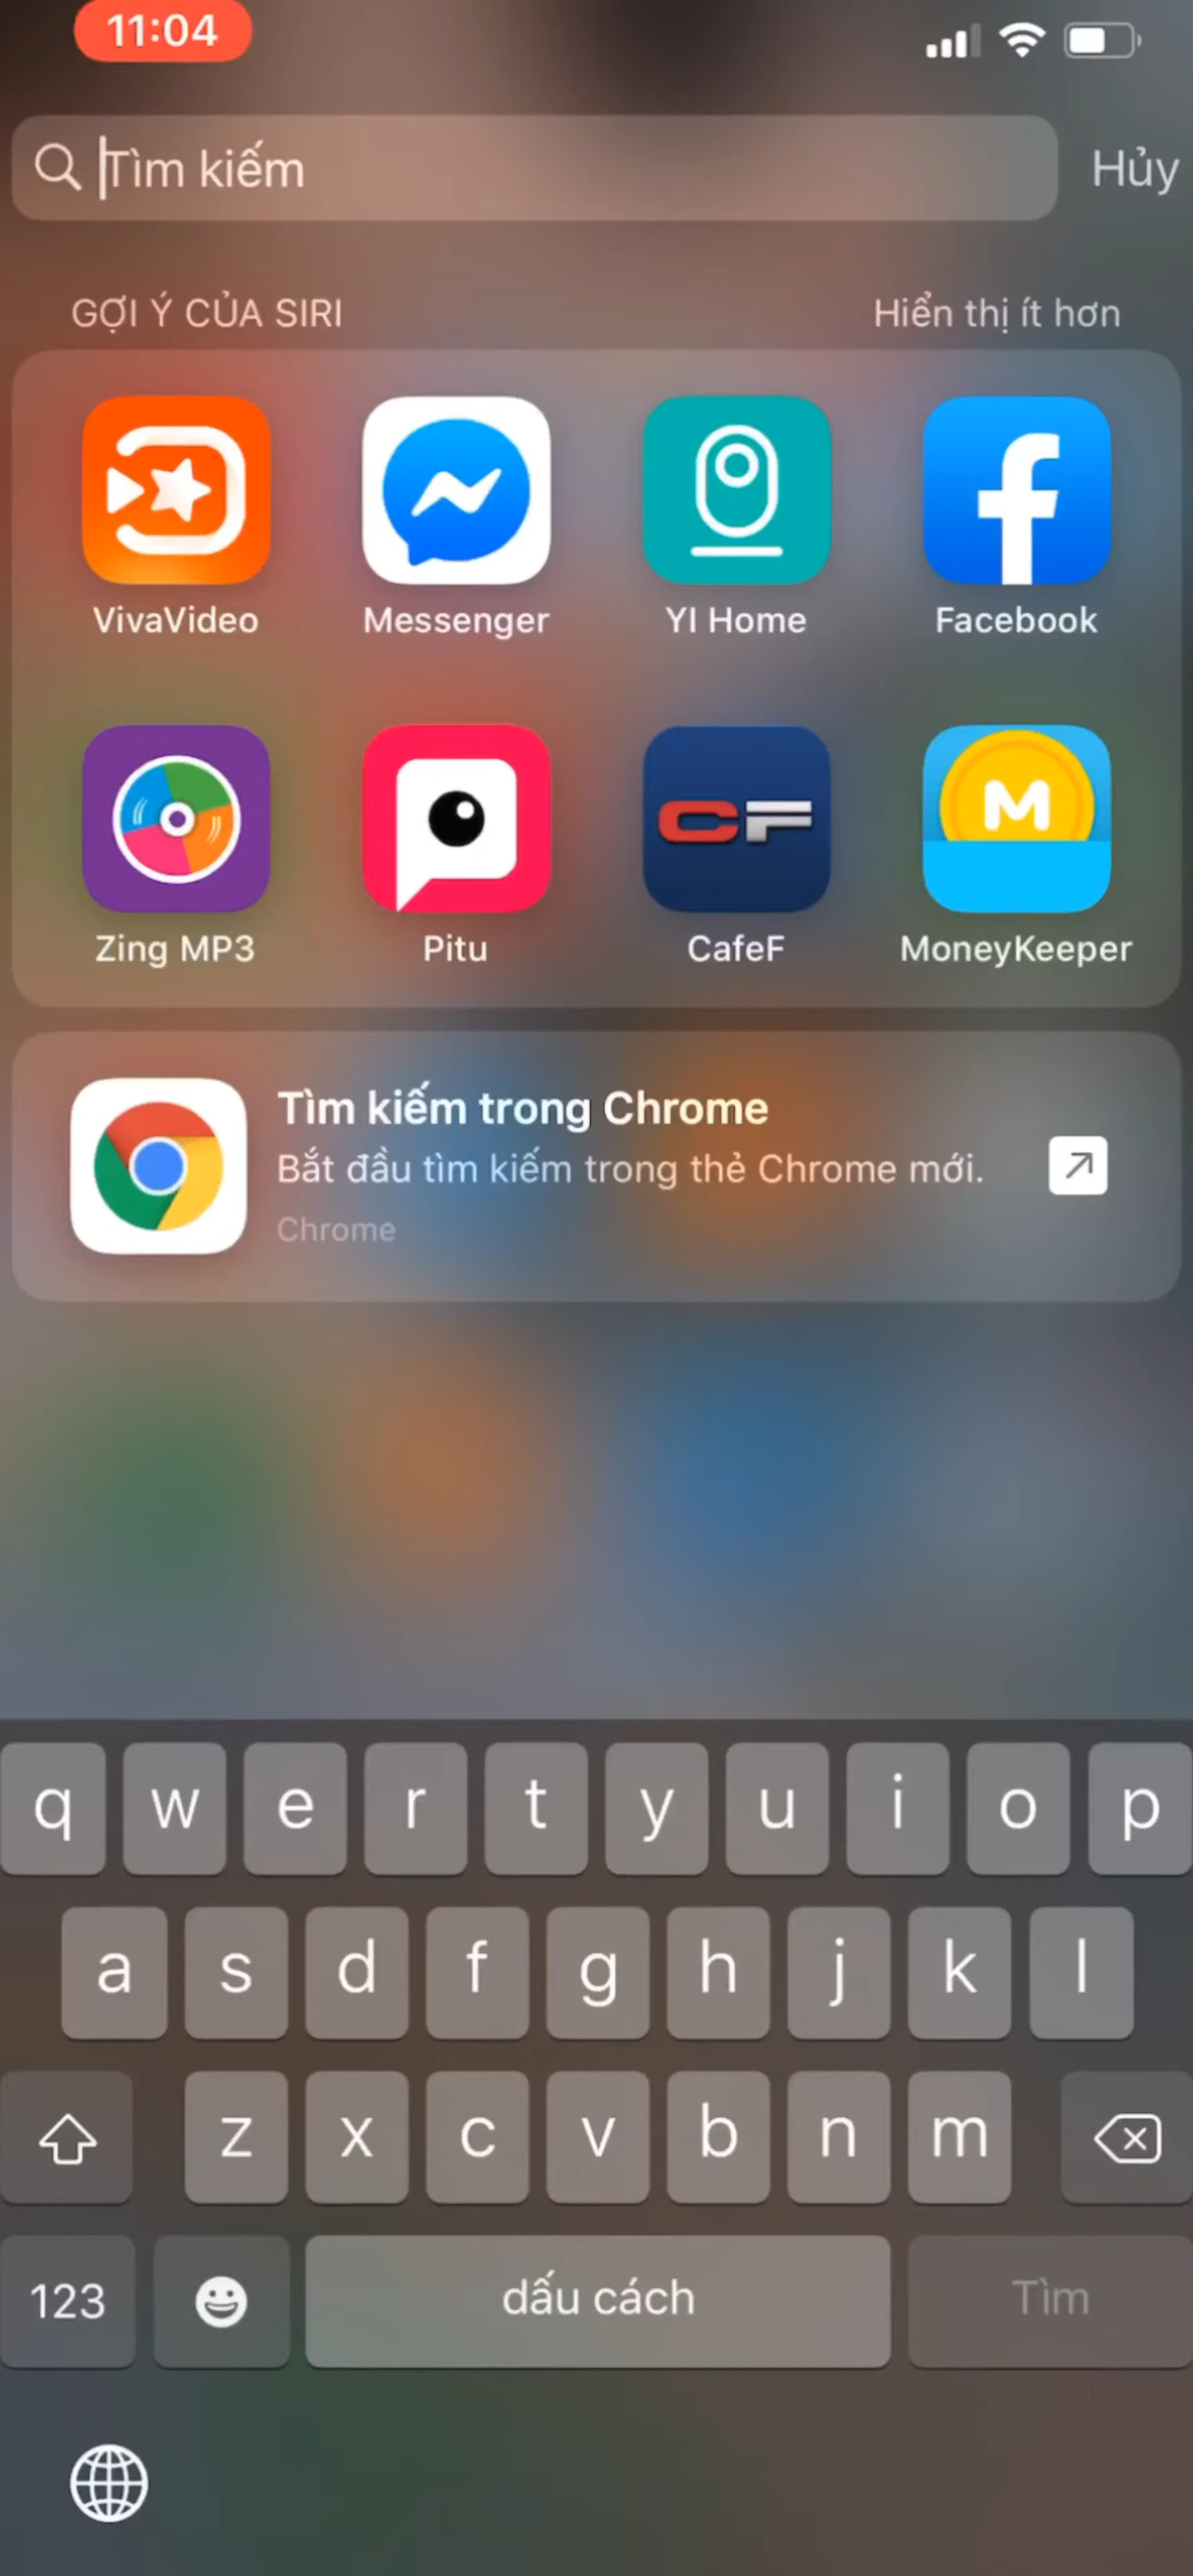 11:04
Tìm kiếm
Hủy
GỢI Ý CỦA SIRI
Hiển thị ít hơn
VivaVideo
Messenger
YI Home
Facebook
CF
M
Zing MP3
Pitu
CafeF
MoneyKeeper
Tìm kiếm trong Chrome
Bắt đầu tìm kiếm trong thẻ Chrome mới.
Chrome
q w e r t y u i o p
a s d f g h j k l
z x c v b n m
123
dấu cách
Tìm